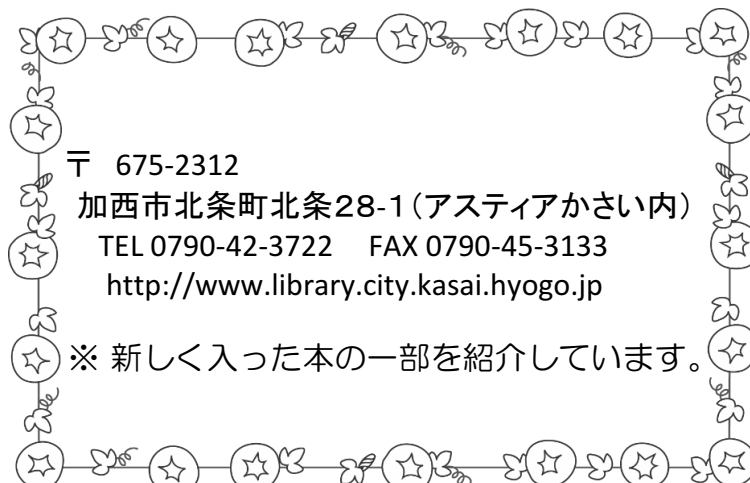 〒 675-2312
加西市北条町北条28-1(アスティアかさい内)
TEL 0790-42-3722 FAX 0790-45-3133
http://www.library.city.kasai.hyogo.jp
※ 新しく入った本の一部を紹介しています。